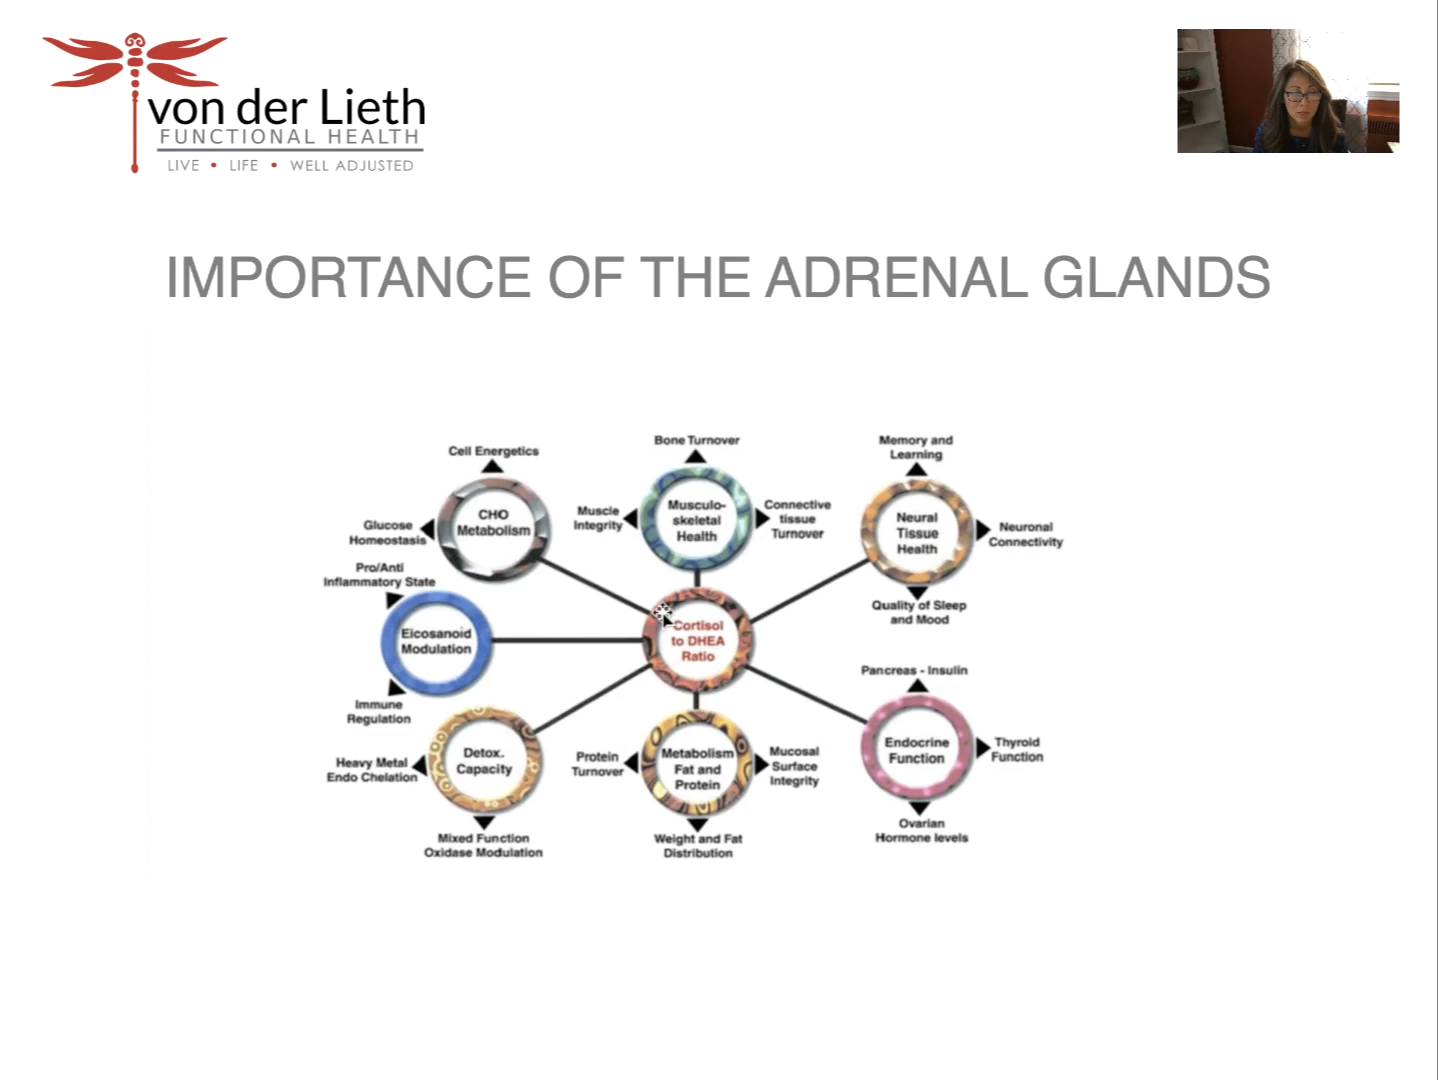 von der Lieth
FUNCTIONAL HEALTH
LIVE • LIFE • WELL ADJUSTED
IMPORTANCE OF THE ADRENAL GLANDS
Cell Energetics
CHO
Metabolism
Glucose
Homeostasis
Bone Turnover
Musculo-
skeletal
Health
Muscle
Integrity
Connective
tissue
Turnover
Memory and
Learning
Neural
Tissue
Health
Neuronal
Connectivity
Quality of Sleep
and Mood
Pro/Anti
Inflammatory State
Eicosanoid
Modulation
Immune
Regulation
Cortisol
to DHEA
Ratio
Detox.
Capacity
Heavy Metal
Endo Chelation
Mixed Function
Oxidase Modulation
Metabolism
Fat and
Protein
Protein
Turnover
Mucosal
Surface
Integrity
Weight and Fat
Distribution
Pancreas - Insulin
Endocrine
Function
Thyroid
Function
Ovarian
Hormone levels